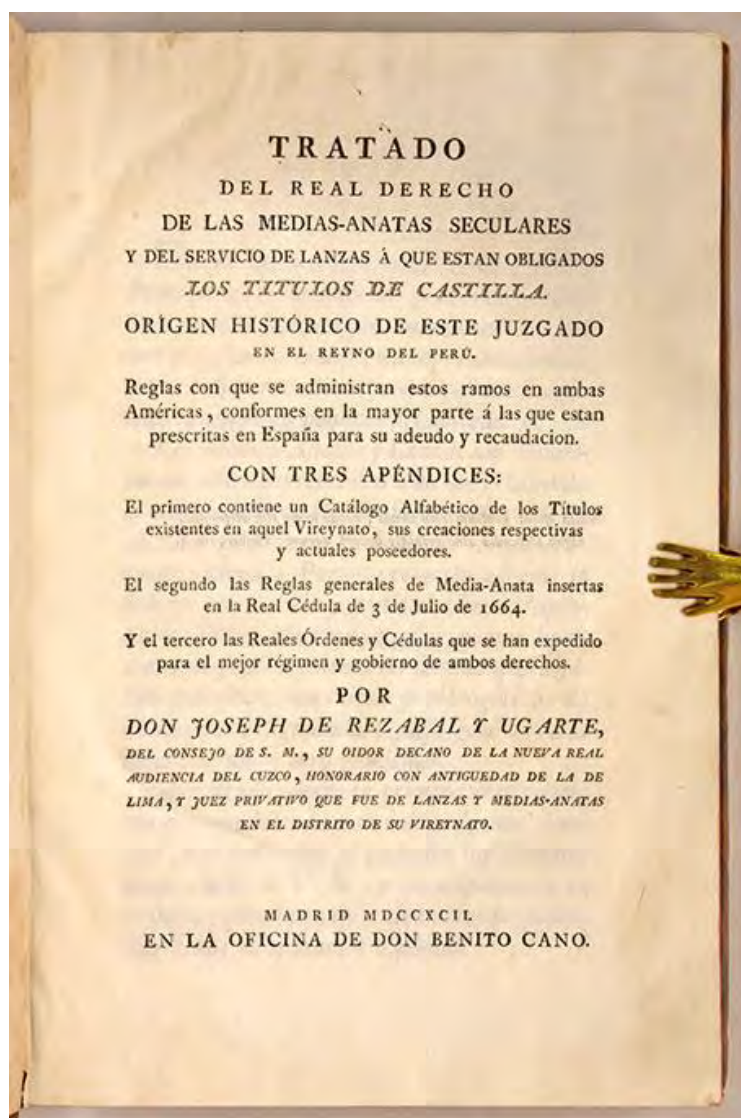 TRATADO
DEL REAL DERECHO
DE LAS MEDIAS-ANATAS SECULARES
Y DEL SERVICIO DE LANZAS Á QUE ESTAN OBLIGADOS
LOS TITULOS DE CASTILLA.
ORÍGEN HISTÓRICO DE ESTE JUZGADO
EN EL REYNO DEL PERÚ.
Reglas con que se administran estos ramos en ambas
Américas, conformes en la mayor parte á las que estan
prescritas en España para su adeudo y recaudacion.
CON TRES APÉNDICES:
El primero contiene un Catálogo Alfabético de los Títulos
existentes en aquel Vireynato, sus creaciones respectivas
y actuales poseedores.
El segundo las Reglas generales de Media-Anata insertas
en la Real Cédula de 3 de Julio de 1664.
Y el tercero las Reales Órdenes y Cédulas que se han expedido
para el mejor régimen y gobierno de ambos derechos.
POR
DON JOSEPH DE REZABAL Y UGARTE,
DEL CONSEJO DE S. M., SU OIDOR DECANO DE LA NUEVA REAL
AUDIENCIA DEL CUZCO, HONORARIO CON ANTIGUEDAD DE LA DE
LIMA, Y JUEZ PRIVATIVO QUE FUE DE LANZAS Y MEDIAS-ANATAS
EN EL DISTRITO DE SU VIREYNATO.
MADRID MDCCXCII.
EN LA OFICINA DE DON BENITO CANO.